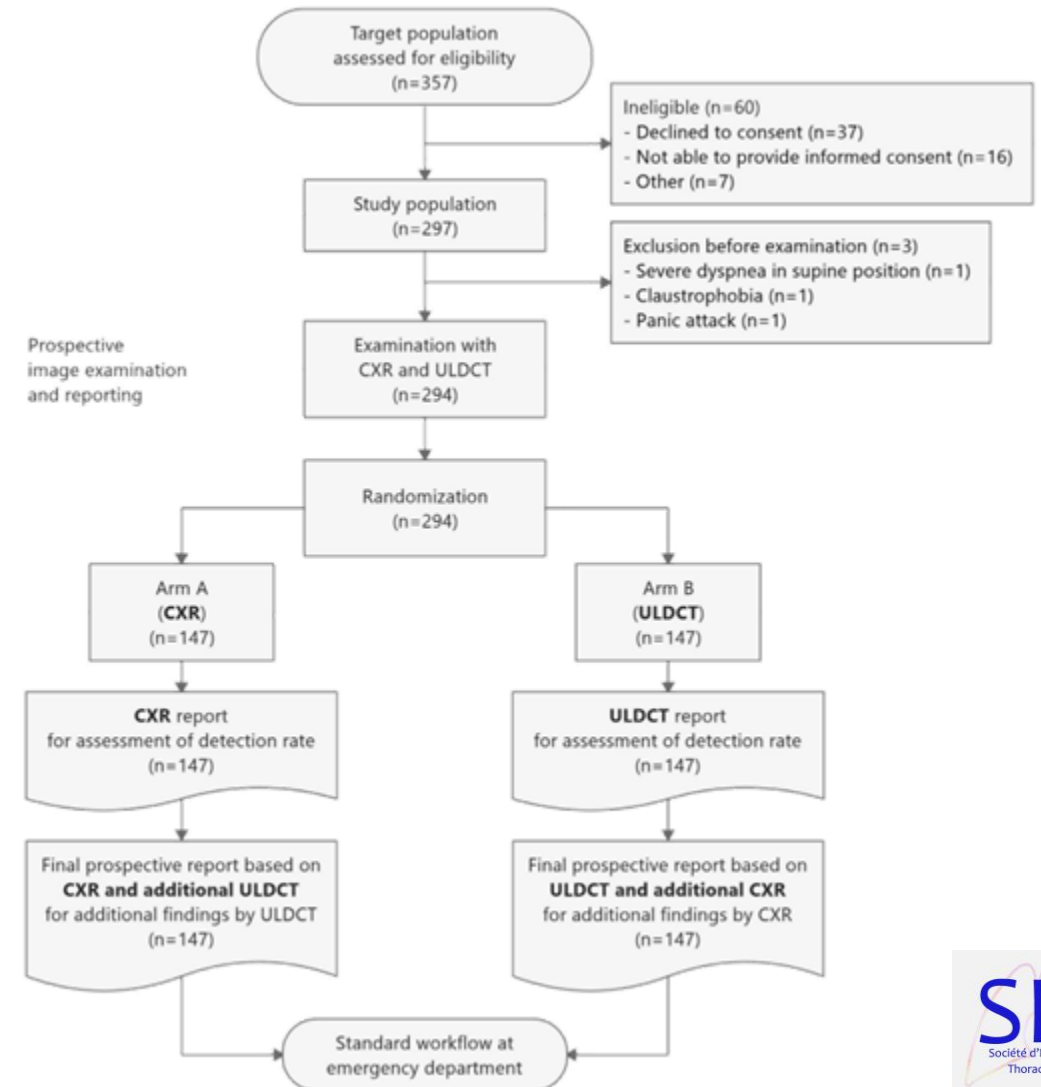 Target population
assessed for eligibility
(n=357)
Ineligible (n=60)
- Declined to consent (n=37)
- Not able to provide informed consent (n=16)
- Other (n=7)
Study population
(n=297)
Exclusion before examination (n=3)
- Severe dyspnea in supine position (n=1)
- Claustrophobia (n=1)
- Panic attack (n=1)
Prospective
image examination
and reporting
Examination with
CXR and ULDCT
(n=294)
Randomization
(n=294)
Arm A
(CXR)
(n=147)
Arm B
(ULDCT)
(n=147)
CXR report
for assessment of detection rate
(n=147)
ULDCT report
for assessment of detection rate
(n=147)
Final prospective report based on
CXR and additional ULDCT
for additional findings by ULDCT
(n=147)
Final prospective report based on
ULDCT and additional CXR
for additional findings by CXR
(n=147)
Standard workflow at
emergency department
Société
Thorac